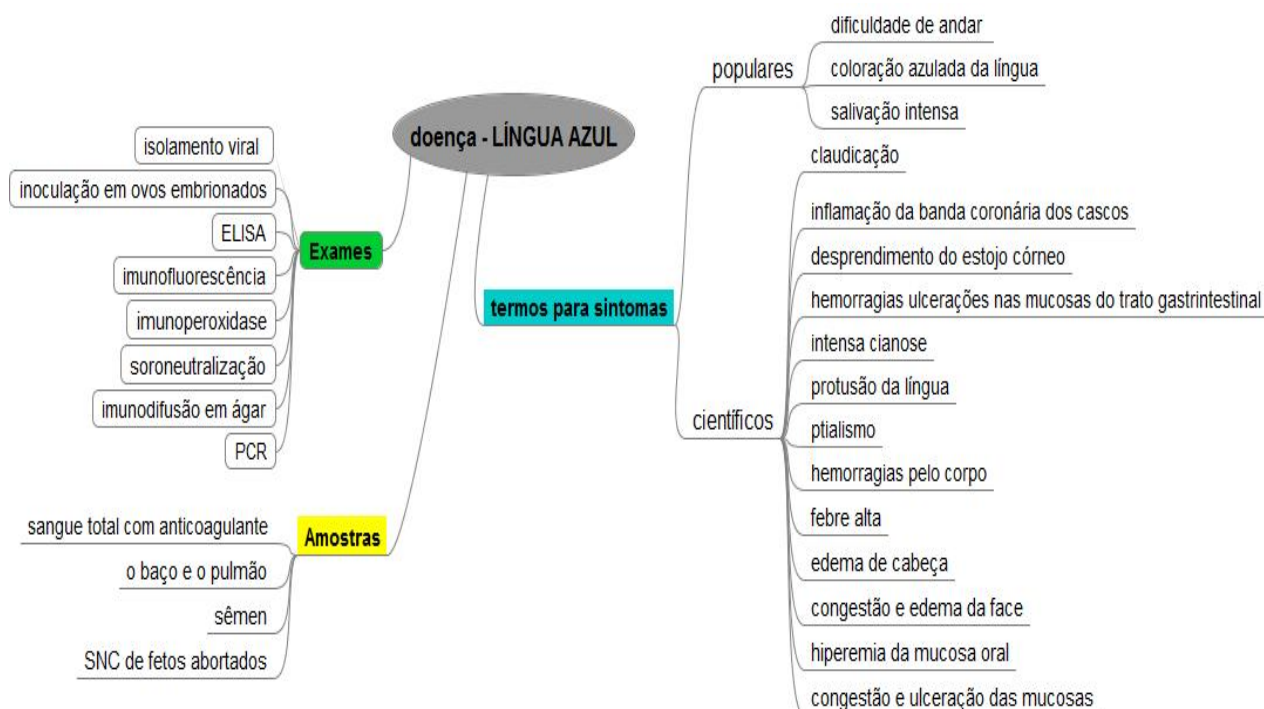 doença - LÍNGUA AZUL
Exames
isolamento viral
inoculação em ovos embrionados
ELISA
imunofluorescência
imunoperoxidase
soroneutralização
imunodifusão em ágar
PCR
Amostras
sangue total com anticoagulante
o baço e o pulmão
sêmen
SNC de fetos abortados
termos para sintomas
populares
dificuldade de andar
coloração azulada da língua
salivação intensa
científicos
claudicação
inflamação da banda coronária dos cascos
desprendimento do estojo córneo
hemorragias ulcerações nas mucosas do trato gastrintestinal
intensa cianose
protusão da língua
ptialismo
hemorragias pelo corpo
febre alta
edema de cabeça
congestão e edema da face
hiperemia da mucosa oral
congestão e ulceração das mucosas